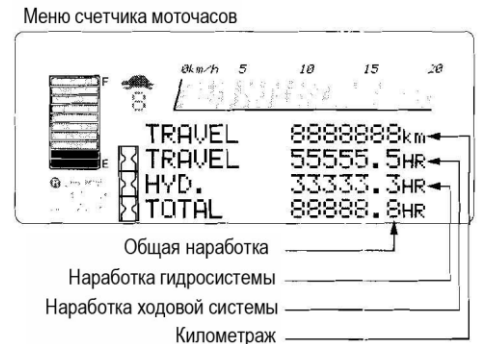 Меню счетчика моточасов
0km/h 5 10 15 20
F
8
TRAVEL 8888888km
E
TRAVEL 55555.5HR
HYD. 33333.3HR
TOTAL 88888.8HR
Общая наработка
Наработка гидросистемы
Наработка ходовой системы
Километраж